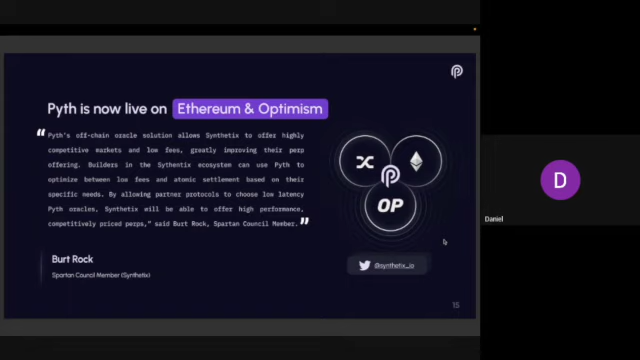 Pyth is now live on Ethereum & Optimism
“ Pyth's off-chain oracle solution allows Synthetix to offer highly
competitive markets and low fees, greatly improving their perp
offering. Builders in the Sythentix ecosystem can use Pyth to
optimize between low fees and atomic settlement based on their
specific needs. By allowing partner protocols to choose low latency
Pyth oracles, Synthetix will be able to offer high performance,
competitively priced perps,” said Burt Rock, Spartan Council Meeber. ”
OP
Burt Rock
Spartan Council Member (Synthetix)
@synthetix_io
15
D
Daniel